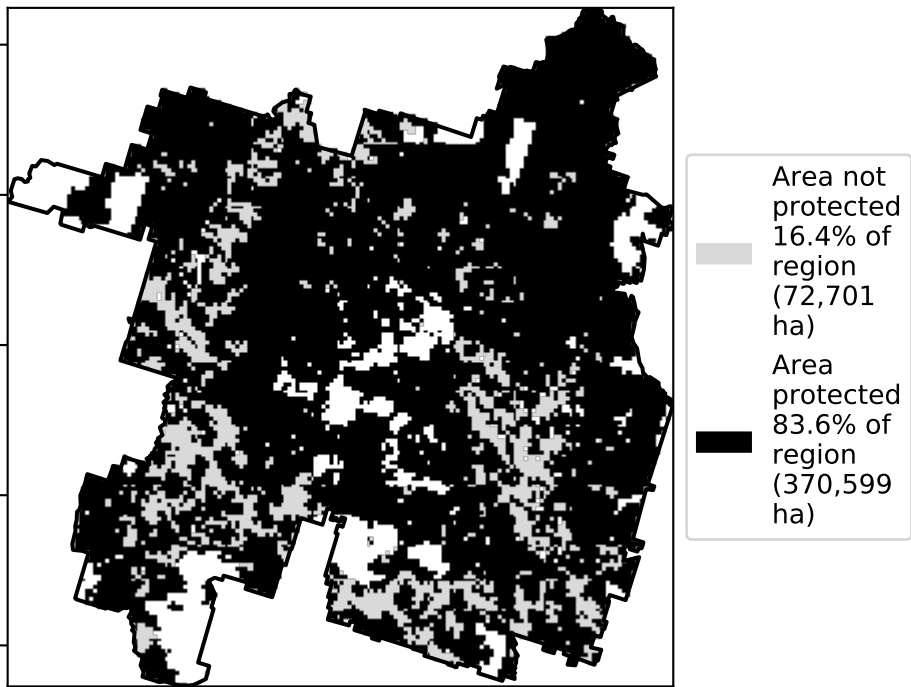 Area not
protected
16.4% of
region
(72,701
ha)
Area
protected
83.6% of
region
(370,599
ha)